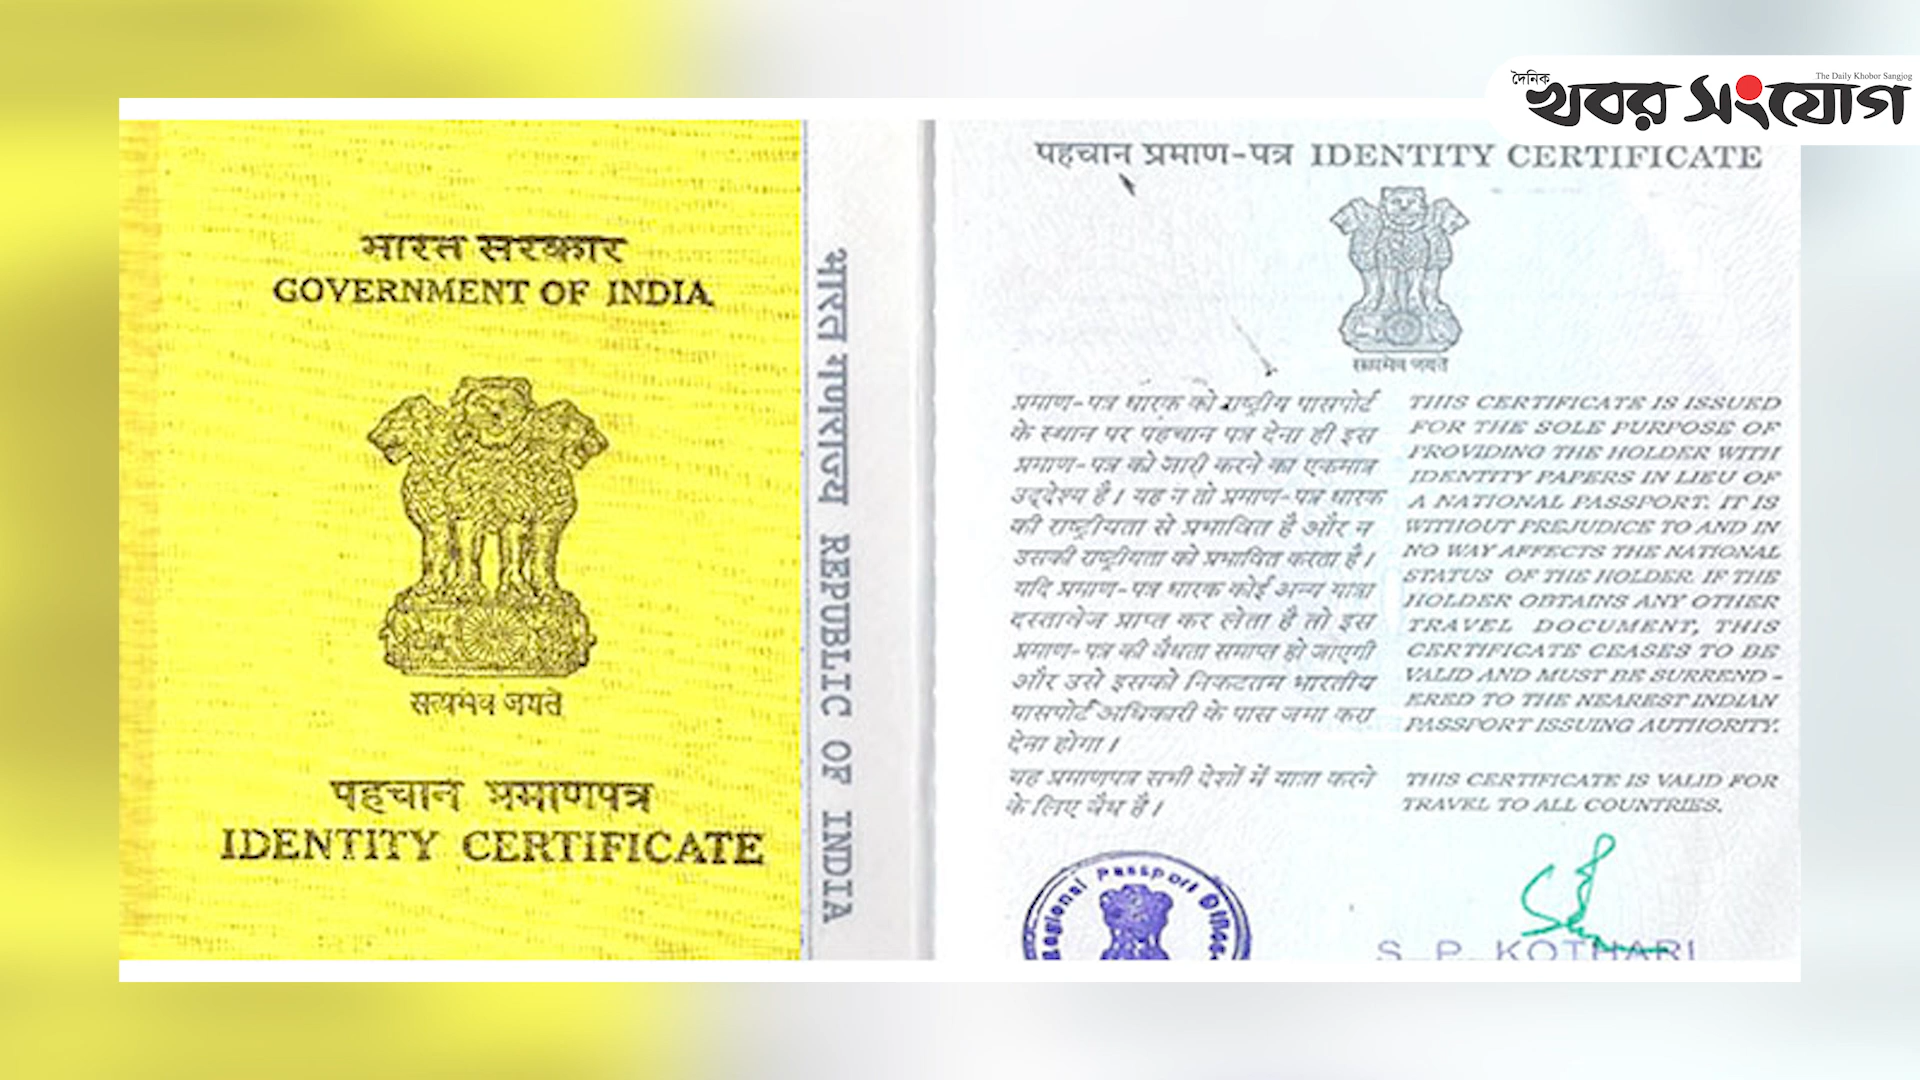 দৈনিক
The Daily Khobor Sangjog
খবর সংযোগ
भारत सरकार
GOVERNMENT OF INDIA
सत्यमेव जयते
पहचान प्रमाणपत्र
IDENTITY CERTIFICATE
भारत गणराज्य REPUBLIC OF INDIA
पहचान प्रमाण-पत्र IDENTITY CERTIFICATE
सत्यमेव जयते
प्रमाण-पत्र धारक को राष्ट्रीय पासपोर्ट
के स्थान पर पहचान पत्र देना ही इस
प्रमाण-पत्र को जारी करने का एकमात्र
उद्देश्य है। यह न तो प्रमाण-पत्र धारक
की राष्ट्रीयता से प्रभावित है और न
उसकी राष्ट्रीयता को प्रभावित करता है।
यदि प्रमाण-पत्र धारक कोई अन्य यात्रा
दस्तावेज प्राप्त कर लेता है तो इस
प्रमाण-पत्र की वैधता समाप्त हो जाएगी
और उसे इसको निकटतम भारतीय
पासपोर्ट अधिकारी के पास जमा करा
देना होगा।
यह प्रमाणपत्र सभी देशों में यात्रा करने
के लिए वैध है।
THIS CERTIFICATE IS ISSUED
FOR THE SOLE PURPOSE OF
PROVIDING THE HOLDER WITH
IDENTITY PAPERS IN LIEU OF
A NATIONAL PASSPORT. IT IS
WITHOUT PREJUDICE TO AND IN
NO WAY AFFECTS THE NATIONAL
STATUS OF THE HOLDER. IF THE
HOLDER OBTAINS ANY OTHER
TRAVEL DOCUMENT, THIS
CERTIFICATE CEASES TO BE
VALID AND MUST BE SURREND-
ERED TO THE NEAREST INDIAN
PASSPORT ISSUING AUTHORITY.
THIS CERTIFICATE IS VALID FOR
TRAVEL TO ALL COUNTRIES.
Regional Passport Office
S. P. KOTHARI